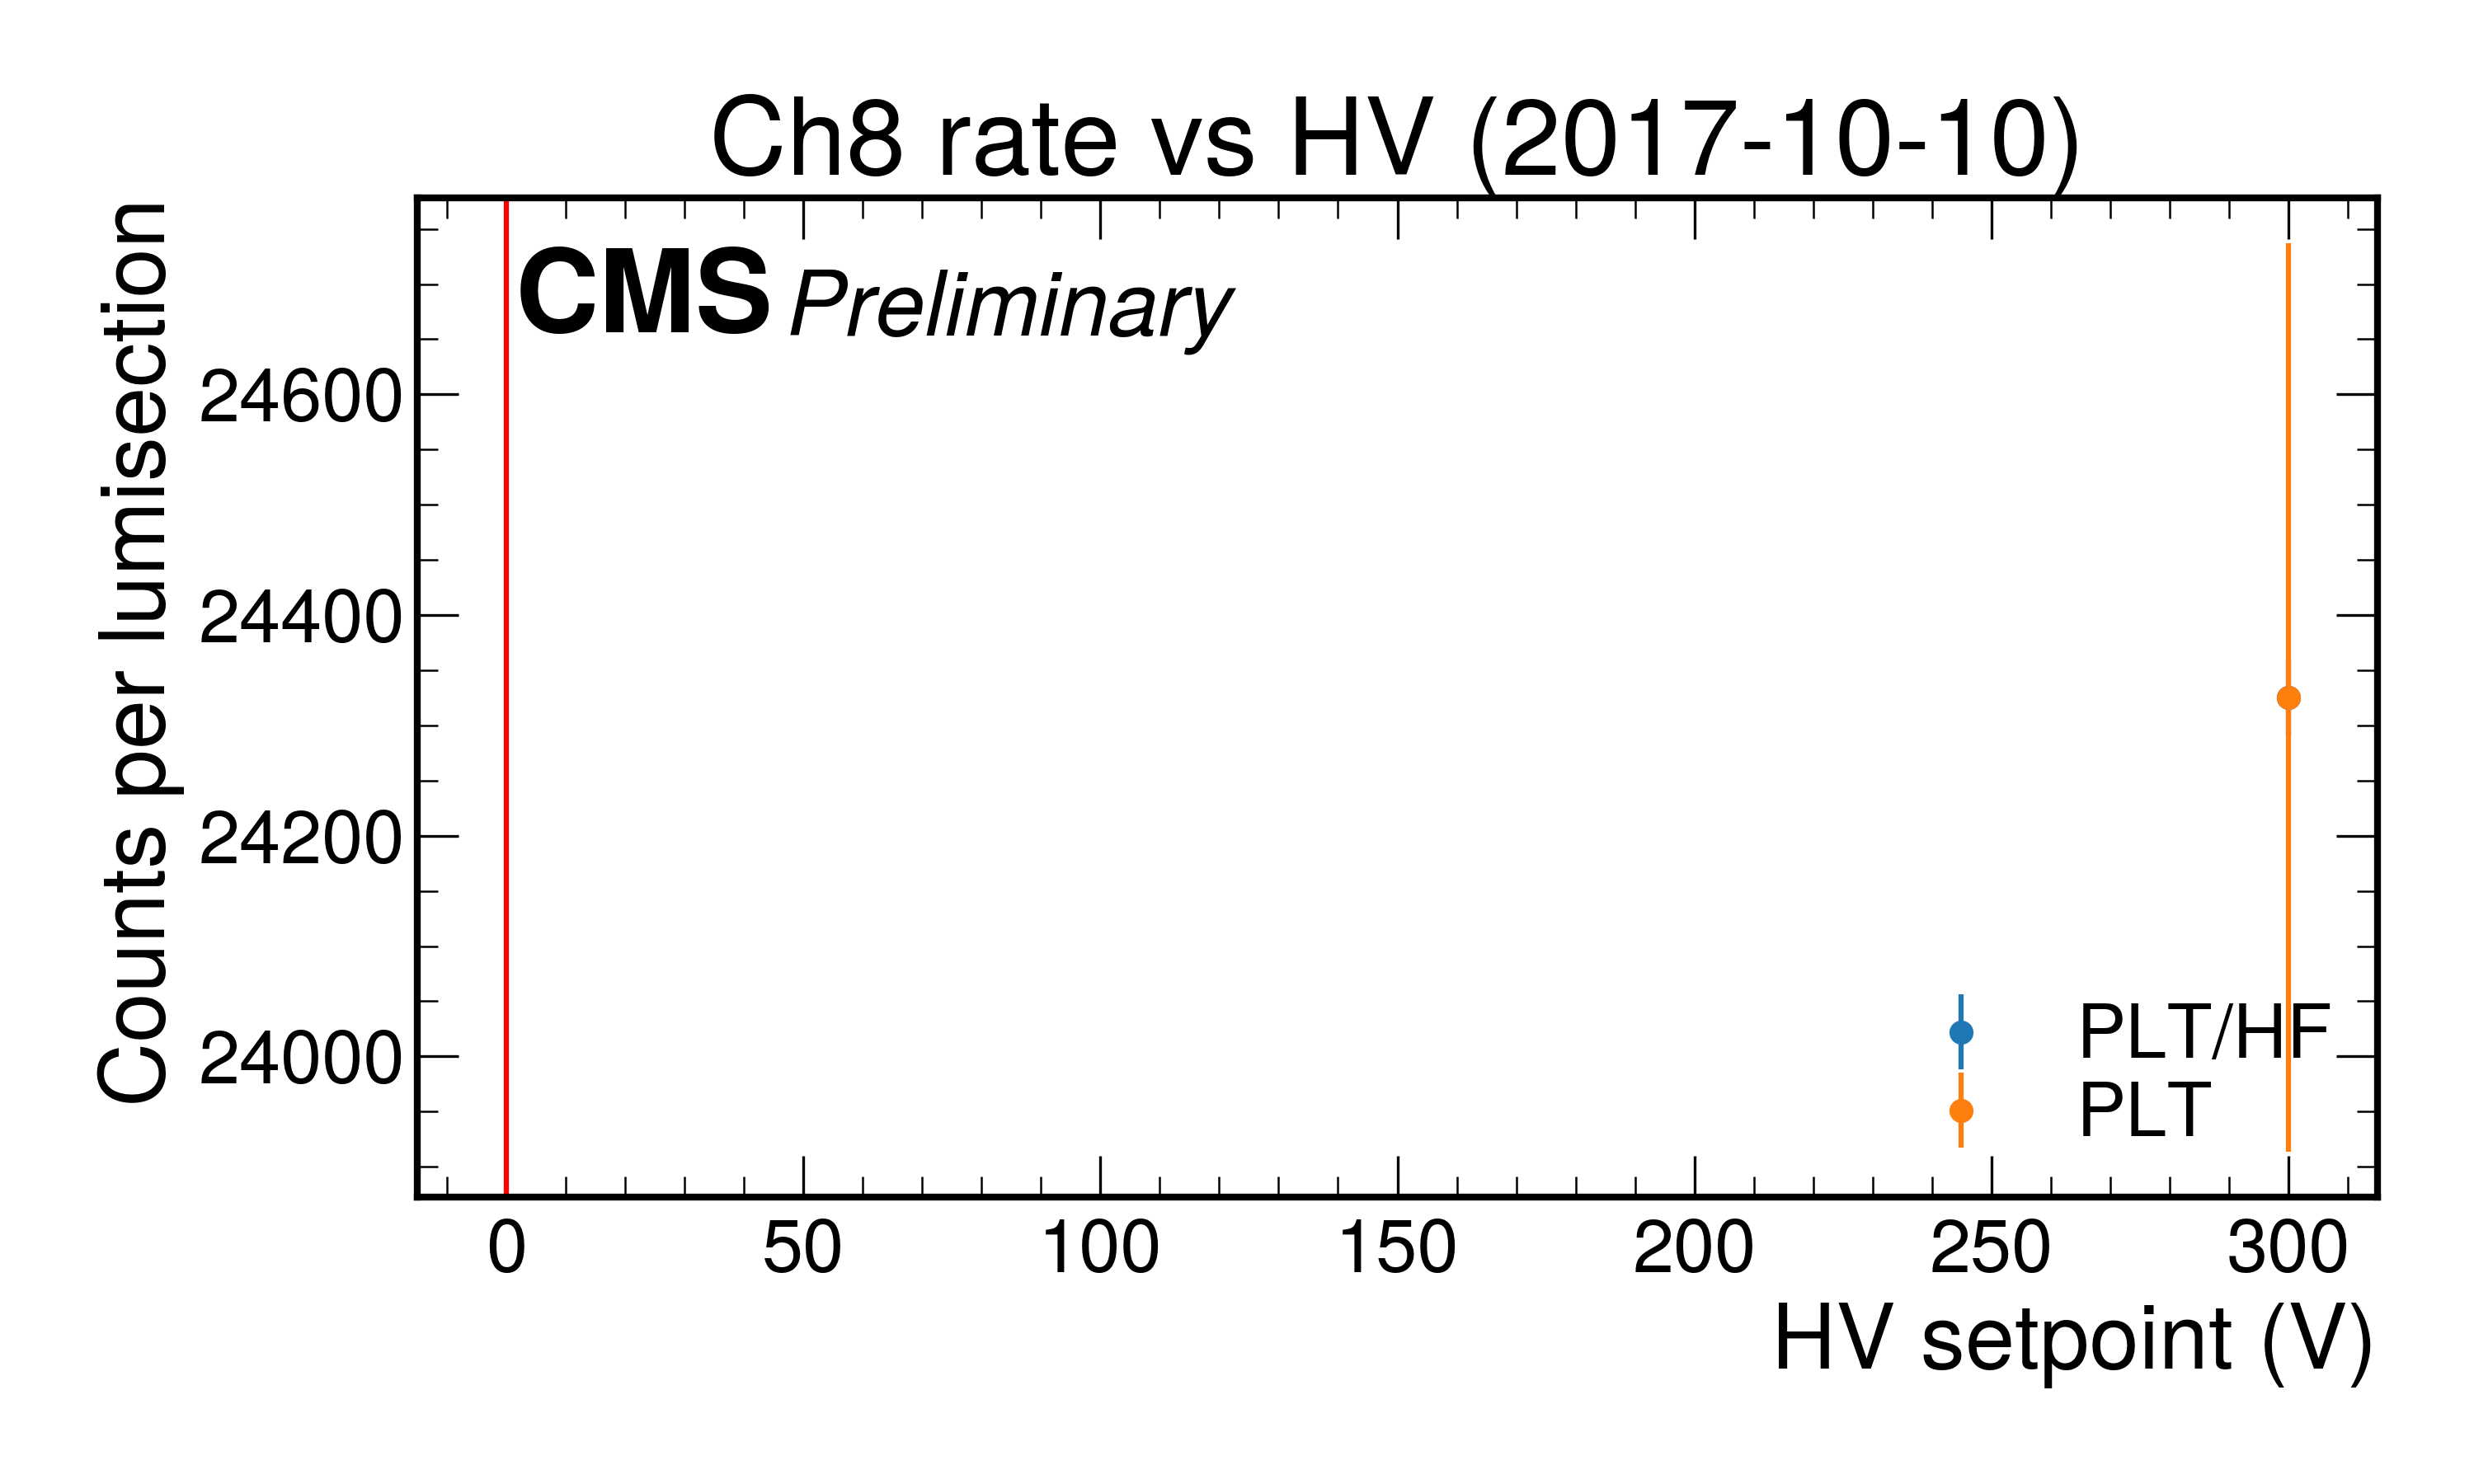 Ch8 rate vs HV (2017-10-10)
CMS Preliminary
Counts per lumisection
24600
24400
24200
24000
PLT/HF
PLT
0 50 100 150 200 250 300
HV setpoint (V)